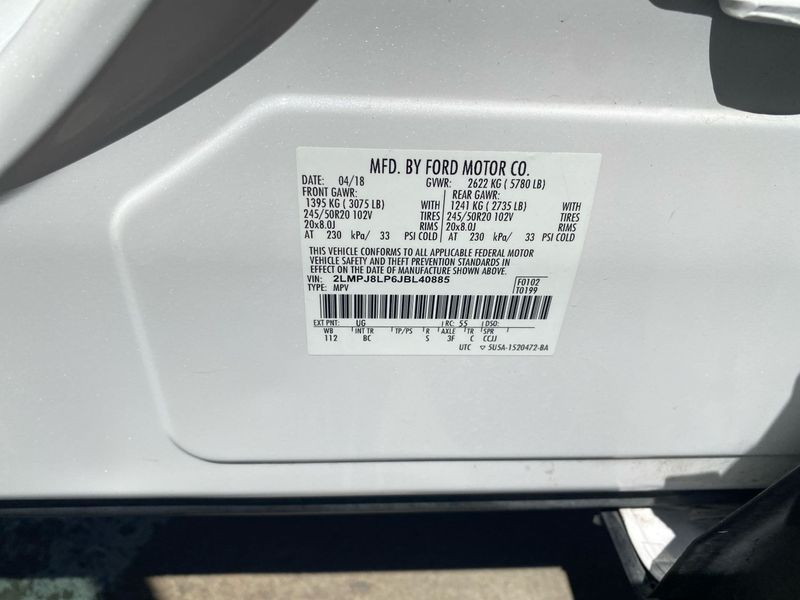 MFD. BY FORD MOTOR CO.
DATE: 04/18 GVWR: 2622 KG ( 5780 LB)
FRONT GAWR: REAR GAWR:
1395 KG ( 3075 LB) WITH 1241 KG ( 2735 LB) WITH
245/50R20 102V TIRES 245/50R20 102V TIRES
20x8.0J RIMS 20x8.0J RIMS
AT 230 kPa/ 33 PSI COLD AT 230 kPa/ 33 PSI COLD
THIS VEHICLE CONFORMS TO ALL APPLICABLE FEDERAL MOTOR
VEHICLE SAFETY AND THEFT PREVENTION STANDARDS IN
EFFECT ON THE DATE OF MANUFACTURE SHOWN ABOVE.
VIN: 2LMPJ8LP6JBL40885 F0102
TYPE: MPV T0199
EXT PNT: UG RC: 55 DSO:
WB INT TR TP/PS R AXLE TR SPR
112 BC S 3F C CCJJ
UTC ▽ 5U5A-1520472-BA